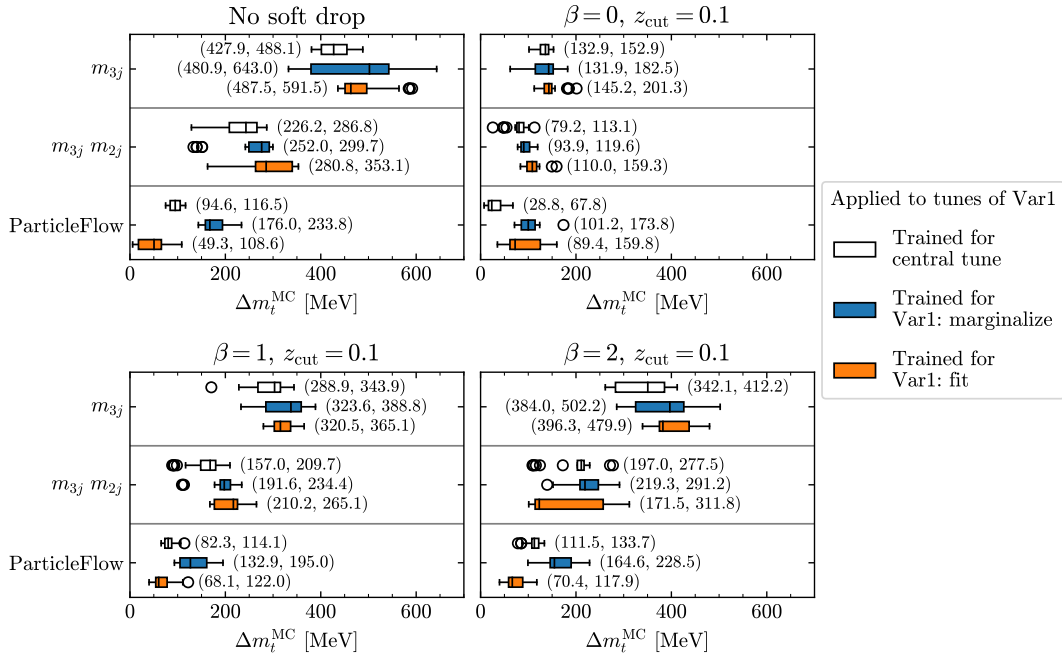 No soft drop
m3j
(427.9, 488.1)
(480.9, 643.0)
(487.5, 591.5)
m3j m2j
(226.2, 286.8)
(252.0, 299.7)
(280.8, 353.1)
ParticleFlow
(94.6, 116.5)
(176.0, 233.8)
(49.3, 108.6)
0 200 400 600
Δm_t^MC [MeV]
β = 0, z_cut = 0.1
(132.9, 152.9)
(131.9, 182.5)
(145.2, 201.3)
(79.2, 113.1)
(93.9, 119.6)
(110.0, 159.3)
(28.8, 67.8)
(101.2, 173.8)
(89.4, 159.8)
0 200 400 600
Δm_t^MC [MeV]
Applied to tunes of Var1
Trained for
central tune
Trained for
Var1: marginalize
Trained for
Var1: fit
β = 1, z_cut = 0.1
m3j
(288.9, 343.9)
(323.6, 388.8)
(320.5, 365.1)
m3j m2j
(157.0, 209.7)
(191.6, 234.4)
(210.2, 265.1)
ParticleFlow
(82.3, 114.1)
(132.9, 195.0)
(68.1, 122.0)
0 200 400 600
Δm_t^MC [MeV]
β = 2, z_cut = 0.1
(342.1, 412.2)
(384.0, 502.2)
(396.3, 479.9)
(197.0, 277.5)
(219.3, 291.2)
(171.5, 311.8)
(111.5, 133.7)
(164.6, 228.5)
(70.4, 117.9)
0 200 400 600
Δm_t^MC [MeV]